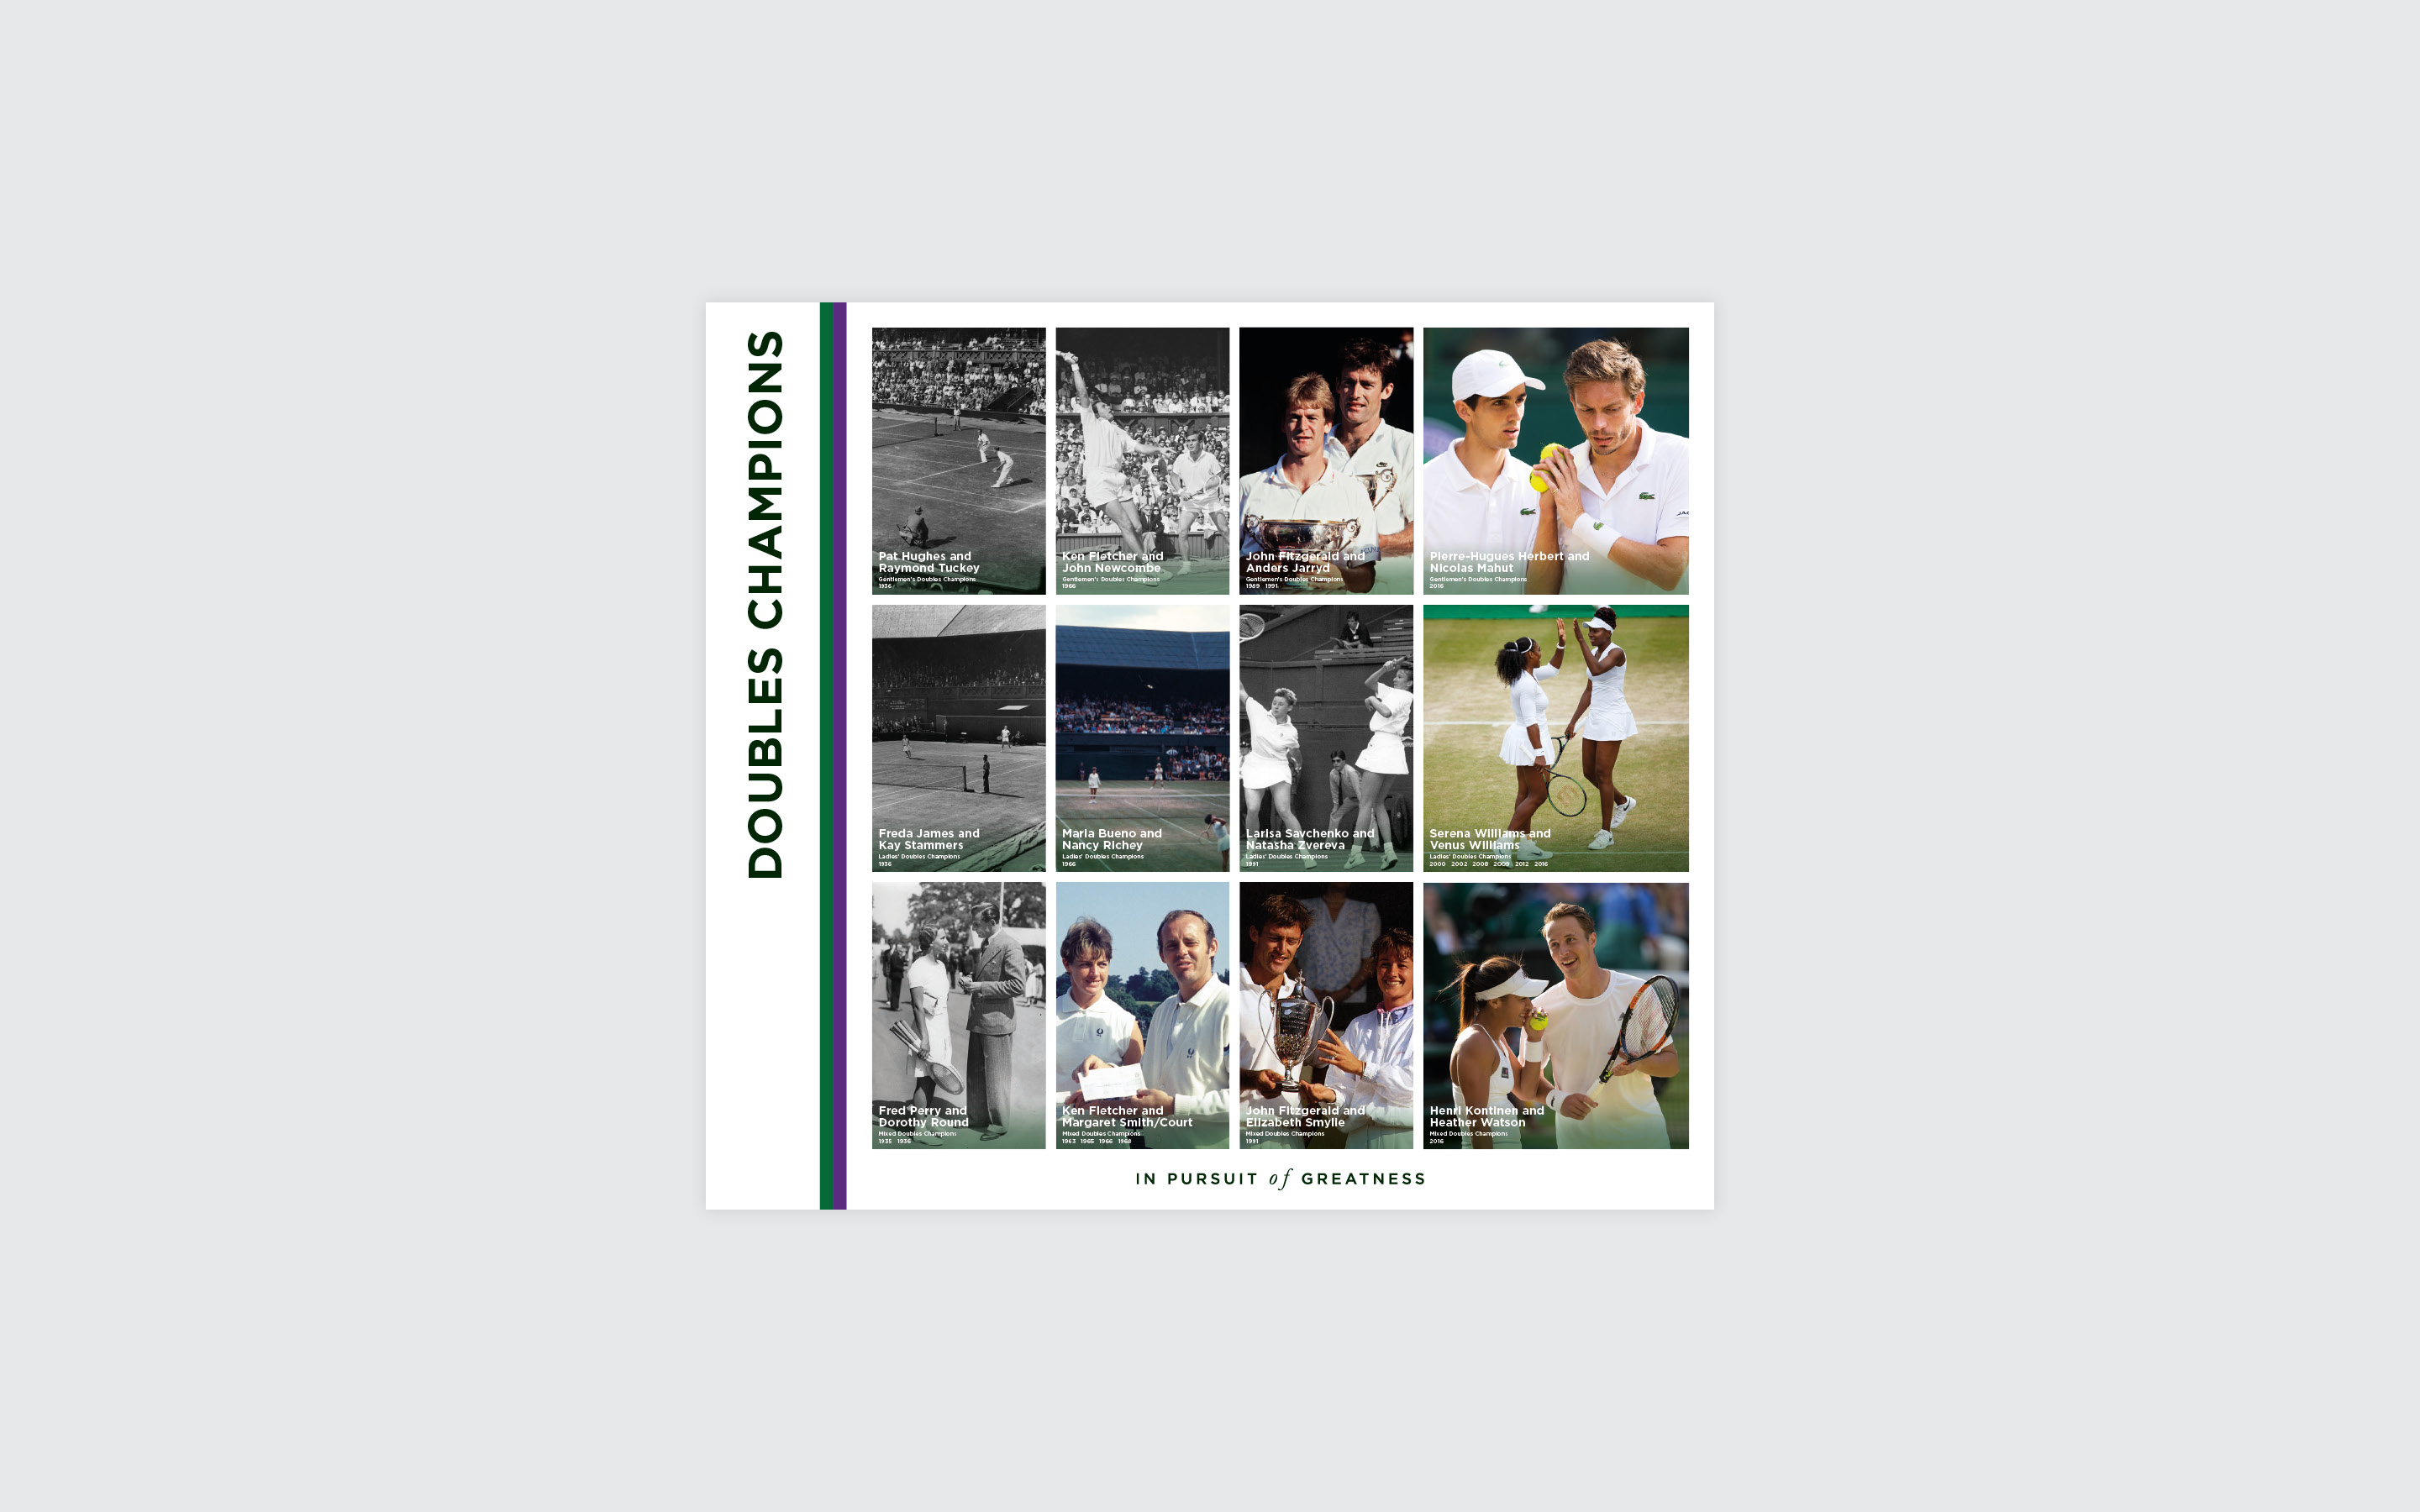 DOUBLES CHAMPIONS
Pat Hughes and
Raymond Tuckey
Gentlemen's Doubles Champions
1936
Ken Fletcher and
John Newcombe
Gentlemen's Doubles Champions
1966
John Fitzgerald and
Anders Jarryd
Gentlemen's Doubles Champions
1989 1991
Pierre-Hugues Herbert and
Nicolas Mahut
Gentlemen's Doubles Champions
2016
Freda James and
Kay Stammers
Ladies' Doubles Champions
1936
Maria Bueno and
Nancy Richey
Ladies' Doubles Champions
1966
Larisa Savchenko and
Natasha Zvereva
Ladies' Doubles Champions
1991
Serena Williams and
Venus Williams
Ladies' Doubles Champions
2000 2002 2008 2009 2012 2016
Fred Perry and
Dorothy Round
Mixed Doubles Champions
1935 1936
Ken Fletcher and
Margaret Smith/Court
Mixed Doubles Champions
1963 1965 1966 1968
John Fitzgerald and
Elizabeth Smylie
Mixed Doubles Champions
1991
Henri Kontinen and
Heather Watson
Mixed Doubles Champions
2016
IN PURSUIT of GREATNESS